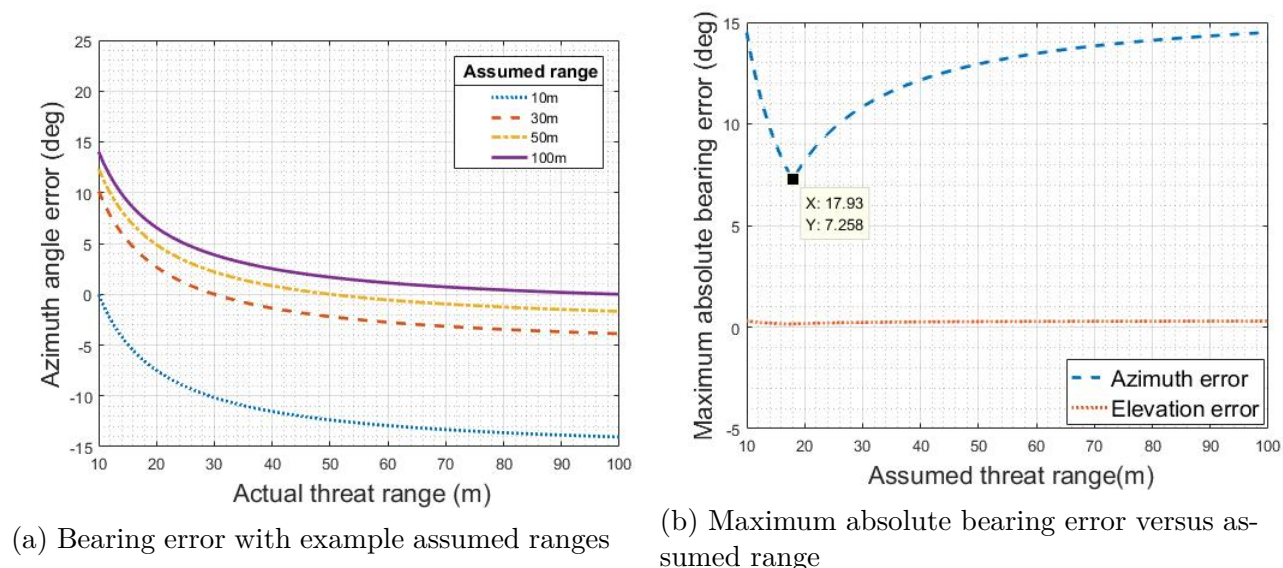 25
20
15
10
5
0
-5
-10
-15
10 20 30 40 50 60 70 80 90 100
Azimuth angle error (deg)
Actual threat range (m)
Assumed range
10m
30m
50m
100m
(a) Bearing error with example assumed ranges
15
10
5
0
-5
10 20 30 40 50 60 70 80 90 100
Maximum absolute bearing error (deg)
Assumed threat range(m)
X: 17.93
Y: 7.258
Azimuth error
Elevation error
(b) Maximum absolute bearing error versus as-
sumed range